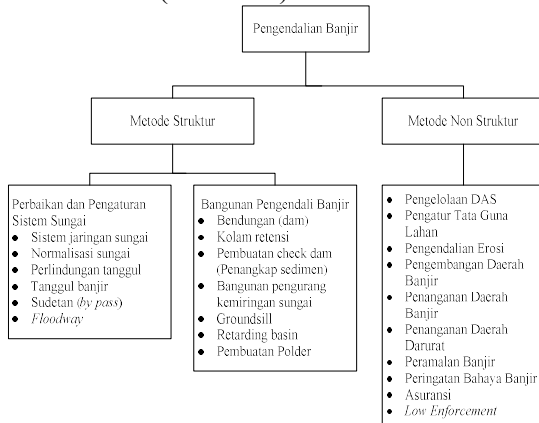 Pengendalian Banjir
Metode Struktur
Metode Non Struktur
Perbaikan dan Pengaturan
Sistem Sungai
• Sistem jaringan sungai
• Normalisasi sungai
• Perlindungan tanggul
• Tanggul banjir
• Sudetan (by pass)
• Floodway
Bangunan Pengendali Banjir
• Bendungan (dam)
• Kolam retensi
• Pembuatan check dam
(Penangkap sedimen)
• Bangunan pengurang
kemiringan sungai
• Groundsill
• Retarding basin
• Pembuatan Polder
• Pengelolaan DAS
• Pengatur Tata Guna
Lahan
• Pengendalian Erosi
• Pengembangan Daerah
Banjir
• Penanganan Daerah
Banjir
• Penanganan Daerah
Darurat
• Peramalan Banjir
• Peringatan Bahaya Banjir
• Asuransi
• Low Enforcement